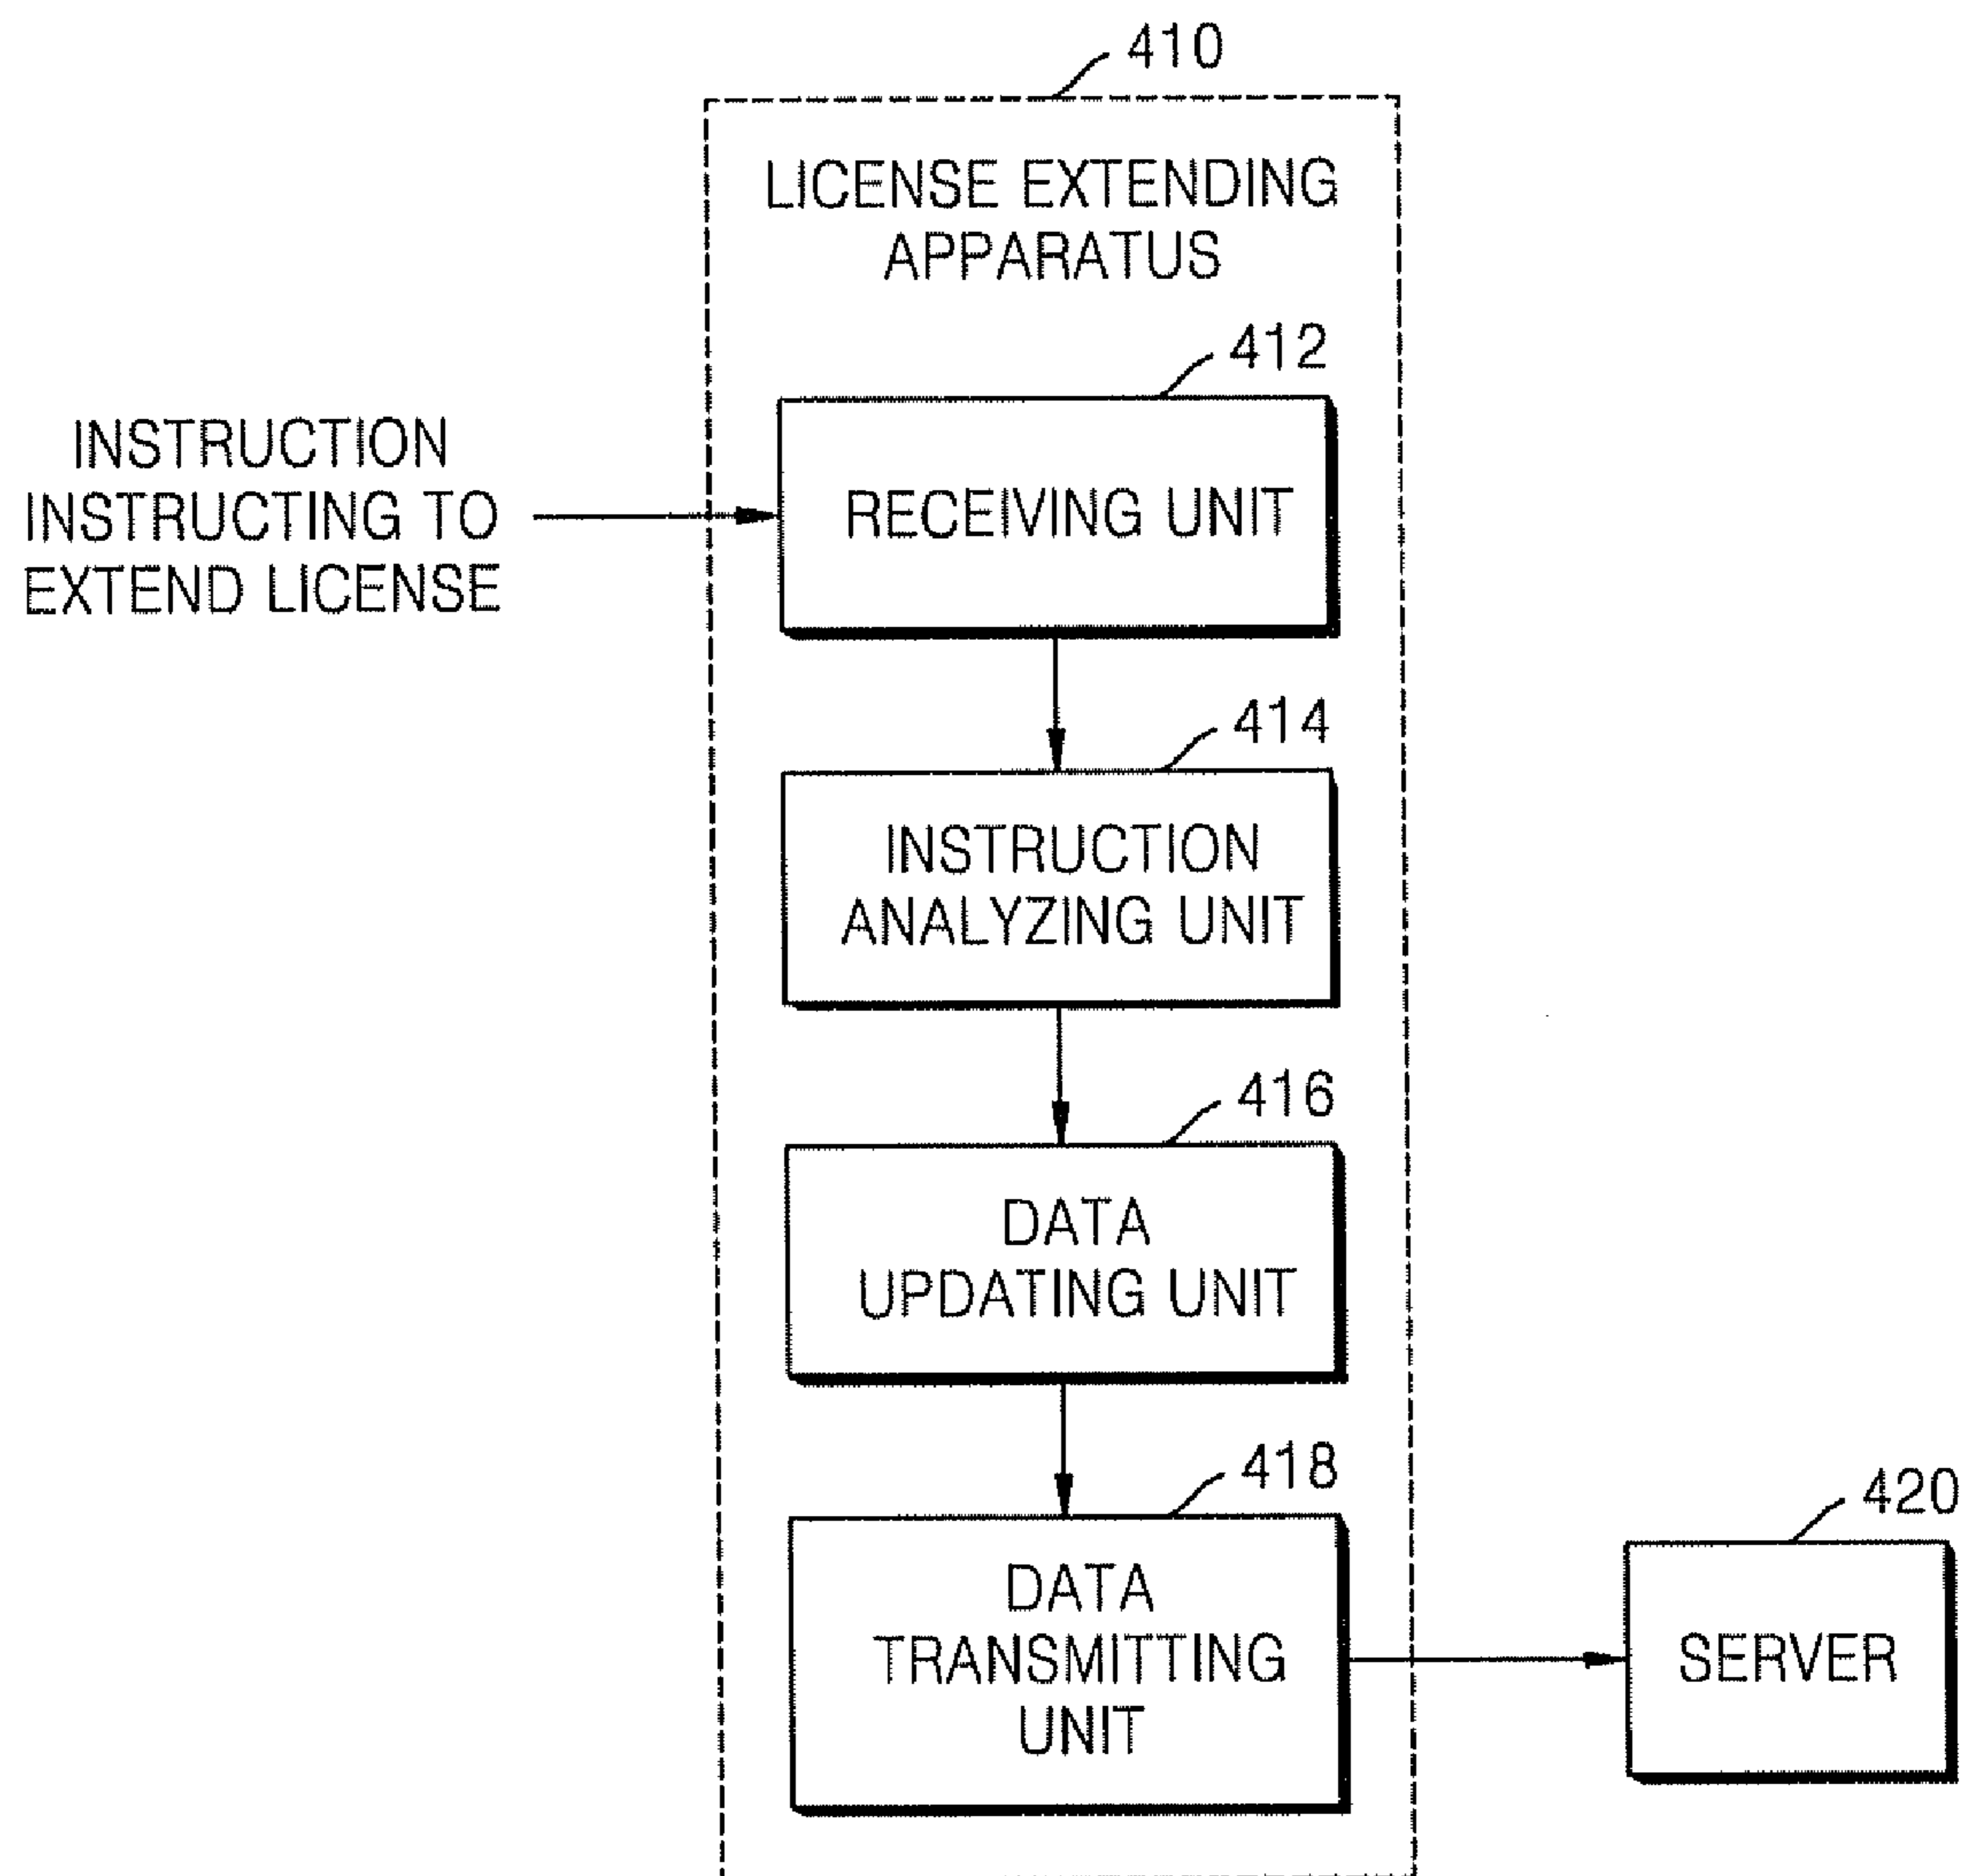 410
LICENSE EXTENDING
APPARATUS
412
INSTRUCTION
INSTRUCTING TO
EXTEND LICENSE
RECEIVING UNIT
414
INSTRUCTION
ANALYZING UNIT
416
DATA
UPDATING UNIT
418
DATA
TRANSMITTING
UNIT
420
SERVER